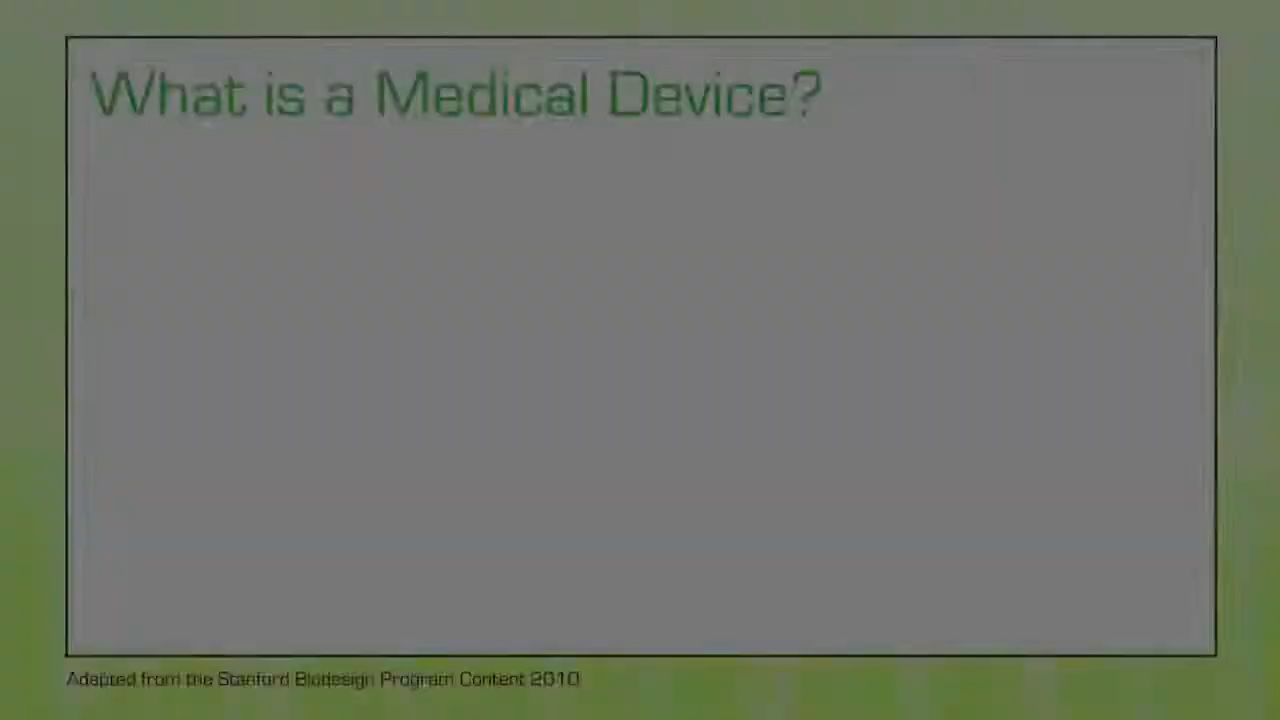 What is a Medical Device?
Adapted from the Stanford Biodesign Program Content 2010